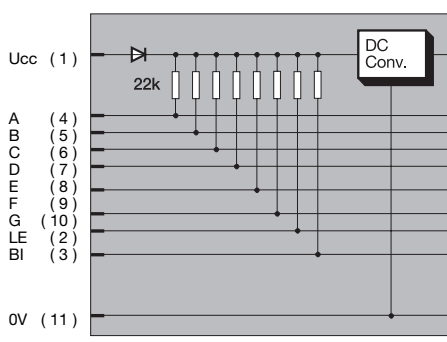 Ucc (1)
DC
Conv.
22k
A (4)
B (5)
C (6)
D (7)
E (8)
F (9)
G (10)
LE (2)
BI (3)
0V (11)